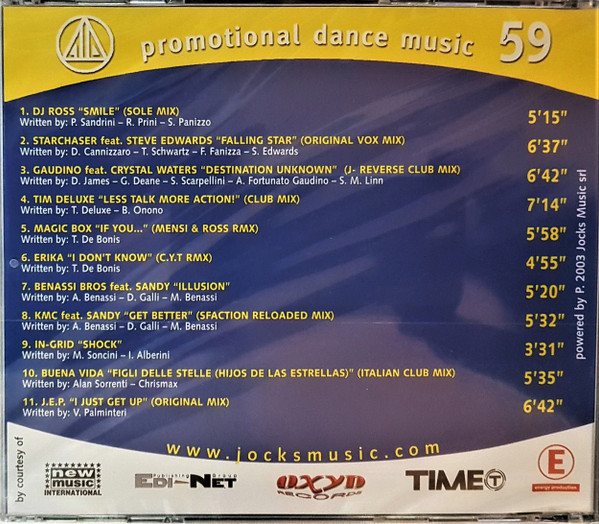 promotional dance music 59
1. DJ ROSS "SMILE" (SOLE MIX) 5'15"
Written by: P. Sandrini – R. Prini – S. Panizzo
2. STARCHASER feat. STEVE EDWARDS "FALLING STAR" (ORIGINAL VOX MIX) 6'37"
Written by: D. Cannizzaro – T. Schwartz – F. Fanizza – S. Edwards
3. GAUDINO feat. CRYSTAL WATERS "DESTINATION UNKNOWN" (J- REVERSE CLUB MIX) 6'42"
Written by: D. James – G. Deane – S. Scarpellini – A. Fortunato Gaudino – S. M. Linn
4. TIM DELUXE "LESS TALK MORE ACTION!" (CLUB MIX) 7'14"
Written by: T. Deluxe – B. Onono
5. MAGIC BOX "IF YOU..." (MENSI & ROSS RMX) 5'58"
Written by: T. De Bonis
6. ERIKA "I DON'T KNOW" (C.Y.T RMX) 4'55"
Written by: T. De Bonis
7. BENASSI BROS feat. SANDY "ILLUSION" 5'20"
Written by: A. Benassi – D. Galli – M. Benassi
8. KMC feat. SANDY "GET BETTER" (SFACTION RELOADED MIX) 5'32"
Written by: A. Benassi – D. Galli – M. Benassi
9. IN-GRID "SHOCK" 3'31"
Written by: M. Soncini – I. Alberini
10. BUENA VIDA "FIGLI DELLE STELLE (HIJOS DE LAS ESTRELLAS)" (ITALIAN CLUB MIX) 5'35"
Written by: Alan Sorrenti – Chrismax
11. J.E.P. "I JUST GET UP" (ORIGINAL MIX) 6'42"
Written by: V. Palminteri
powered by P. 2003 Jocks Music srl
www.jocksmusic.com
by courtesy of
new music
INTERNATIONAL
Publishing Group
EDI-NET
OXYD
RECORDS
TIME T
E
energy production